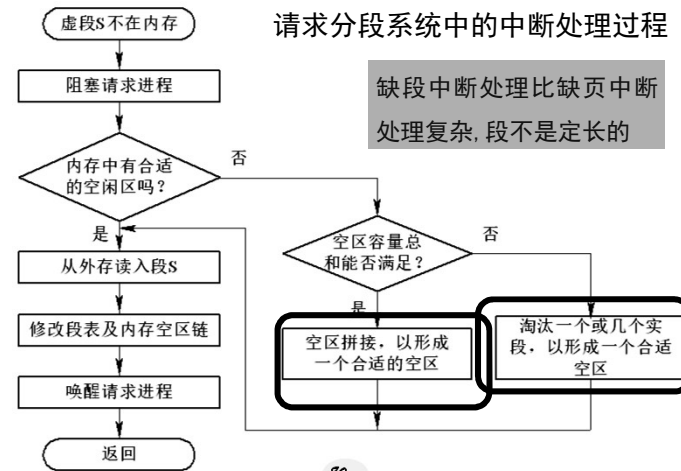 请求分段系统中的中断处理过程
缺段中断处理比缺页中断
处理复杂, 段不是定长的
虚段S不在内存
阻塞请求进程
内存中有合适
的空闲区吗?
否
是
从外存读入段S
修改段表及内存空区链
唤醒请求进程
返回
空区容量总
和能否满足?
否
是
空区拼接，以形成
一个合适的空区
淘汰一个或几个实
段，以形成一个合适
空区